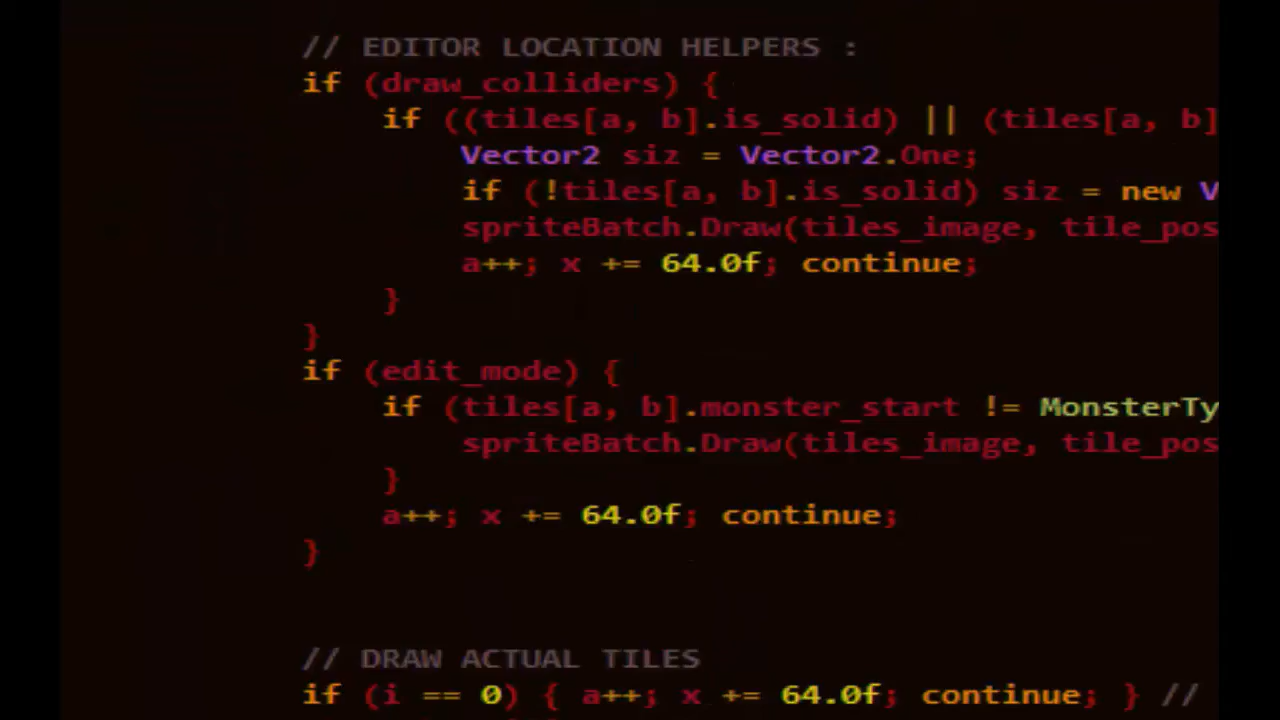 // EDITOR LOCATION HELPERS :
if (draw_colliders) {
if ((tiles[a, b].is_solid) || (tiles[a, b]
Vector2 siz = Vector2.One;
if (!tiles[a, b].is_solid) siz = new V
spriteBatch.Draw(tiles_image, tile_pos
a++; x += 64.0f; continue;
}
}
if (edit_mode) {
if (tiles[a, b].monster_start != MonsterTy
spriteBatch.Draw(tiles_image, tile_pos
}
a++; x += 64.0f; continue;
}
// DRAW ACTUAL TILES
if (i == 0) { a++; x += 64.0f; continue; } //